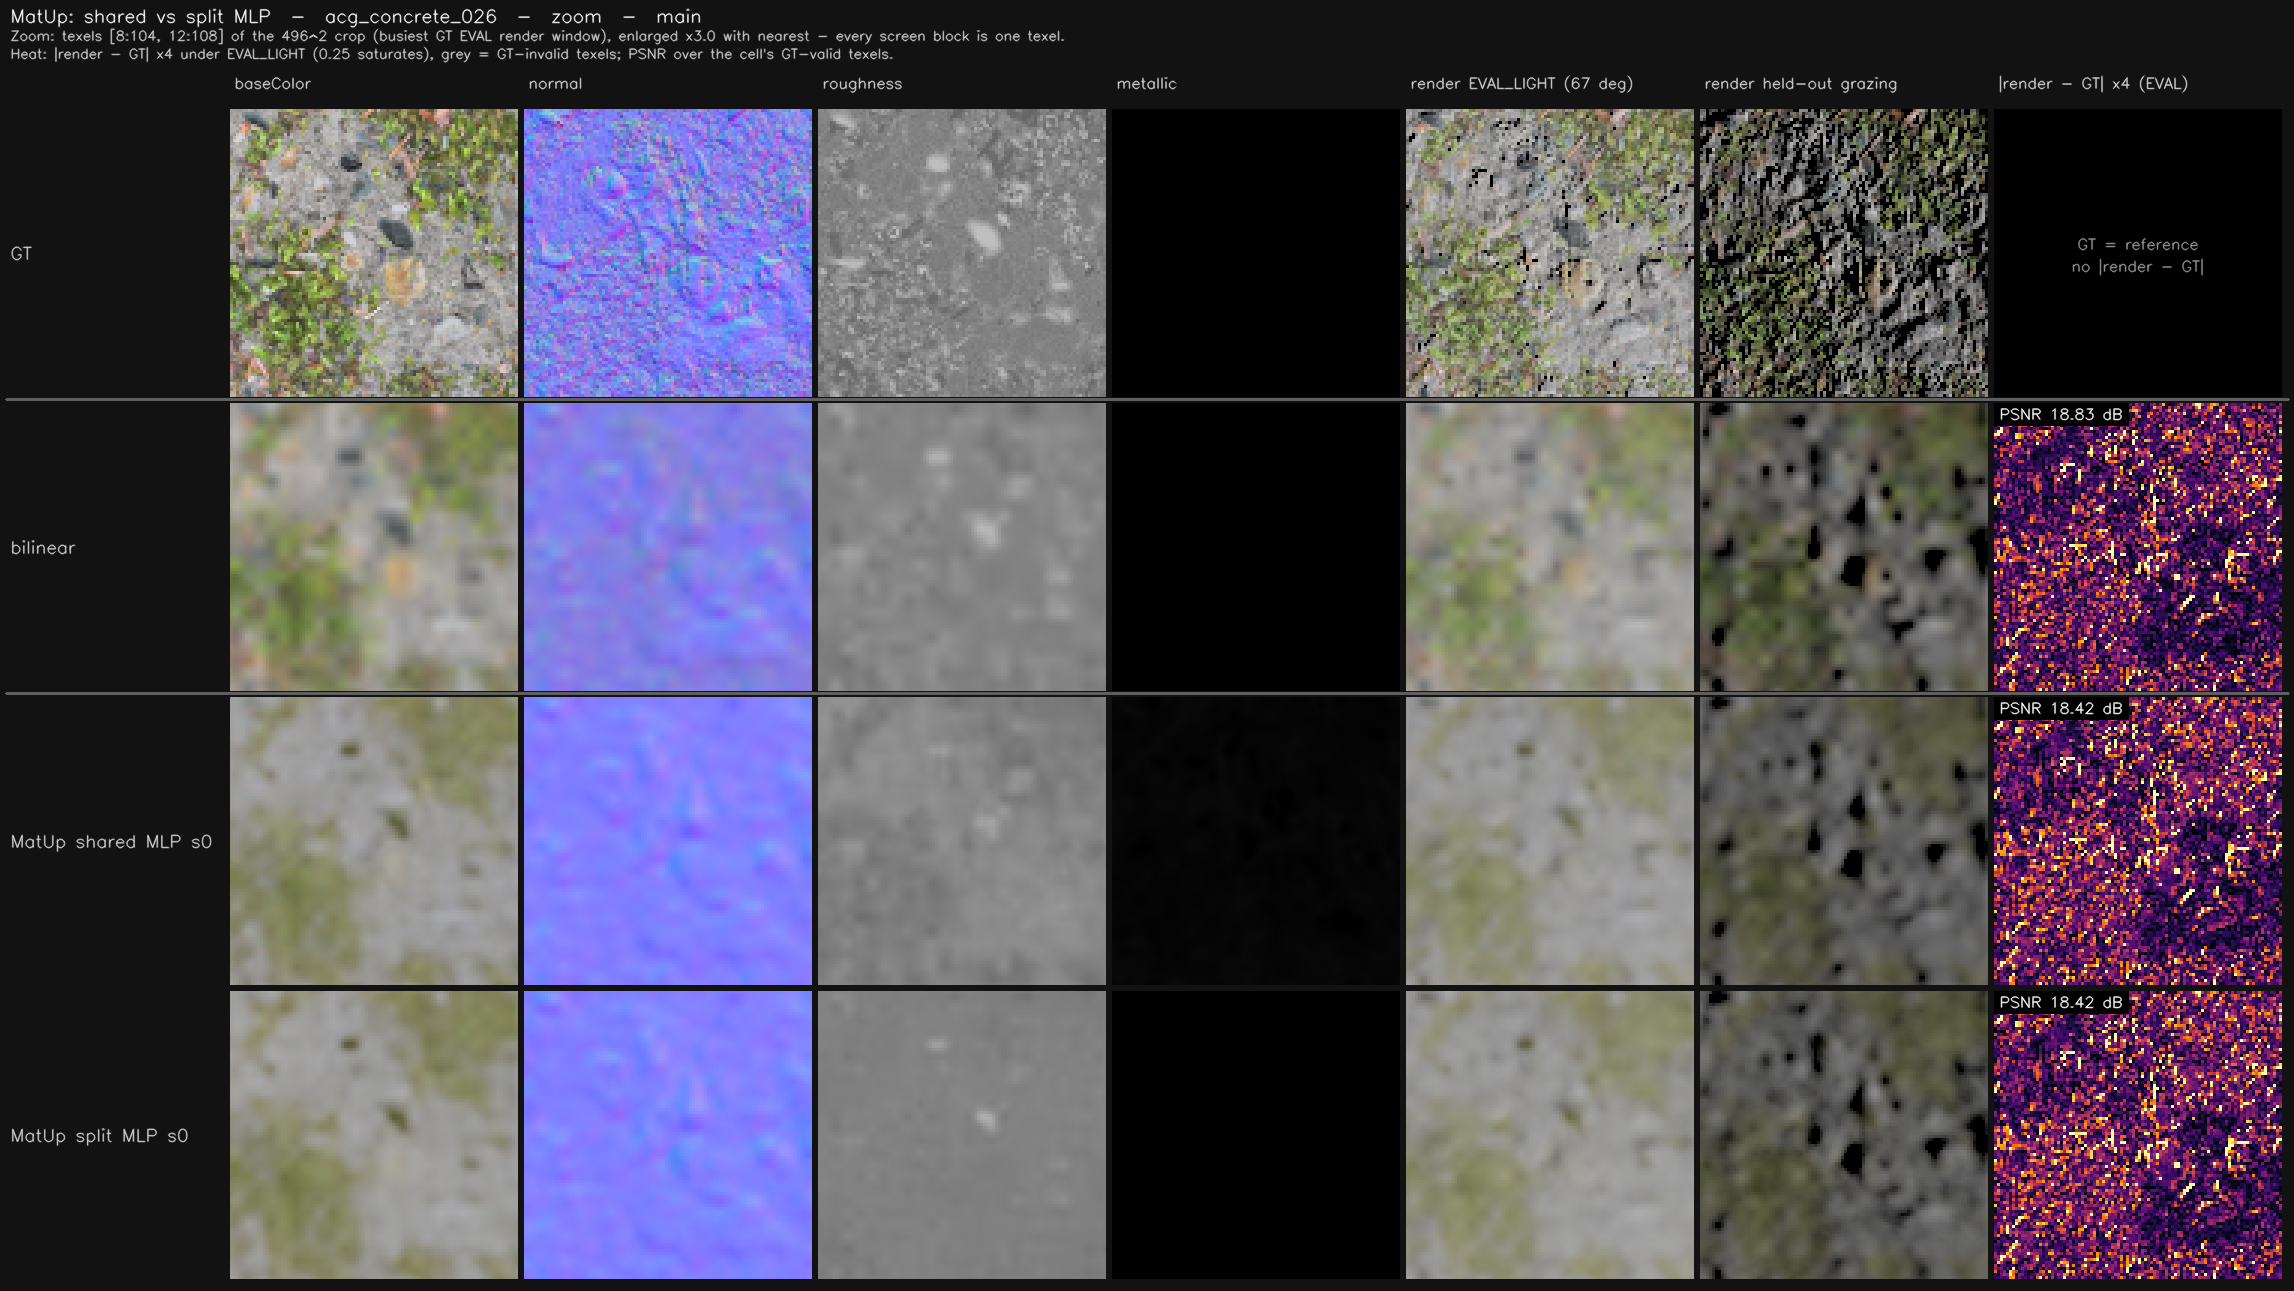 MatUp: shared vs split MLP – acg_concrete_026 – zoom – main
Zoom: texels [8:104, 12:108] of the 496^2 crop (busiest GT EVAL render window), enlarged x3.0 with nearest – every screen block is one texel.
Heat: |render – GT| x4 under EVAL_LIGHT (0.25 saturates), grey = GT-invalid texels; PSNR over the cell's GT-valid texels.
baseColor normal roughness metallic render EVAL_LIGHT (67 deg) render held-out grazing |render – GT| x4 (EVAL)
GT
GT = reference
no |render – GT|
PSNR 18.83 dB
bilinear
PSNR 18.42 dB
MatUp shared MLP s0
PSNR 18.42 dB
MatUp split MLP s0